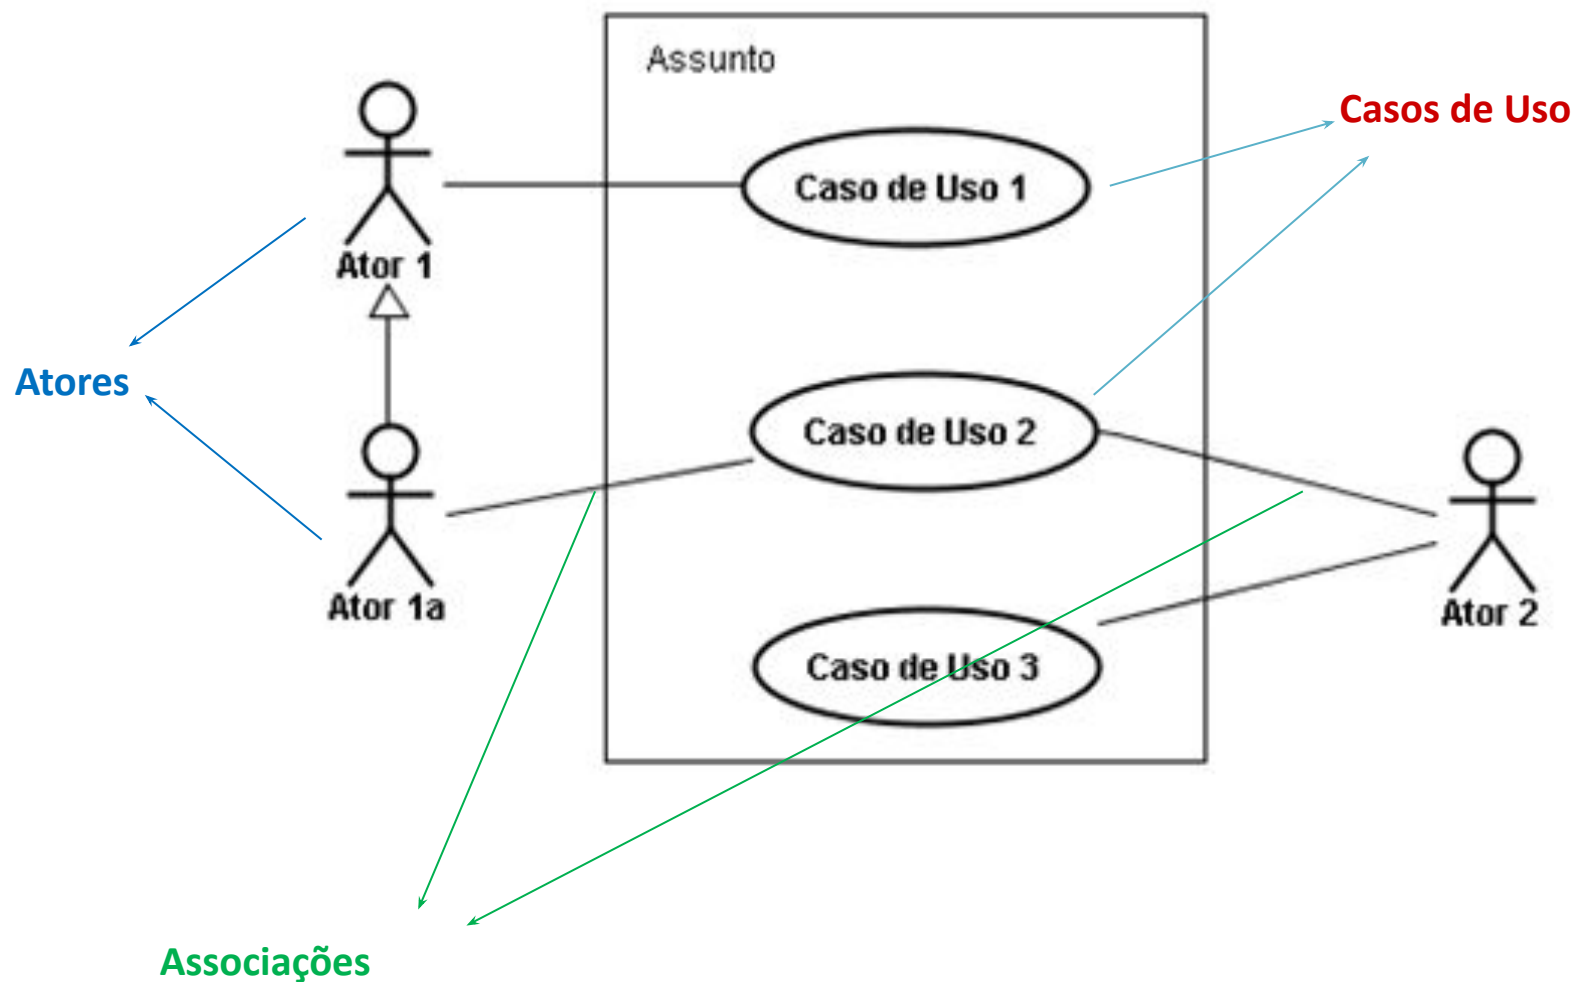 Assunto
Casos de Uso
Caso de Uso 1
Ator 1
Atores
Caso de Uso 2
Ator 1a
Ator 2
Caso de Uso 3
Associações